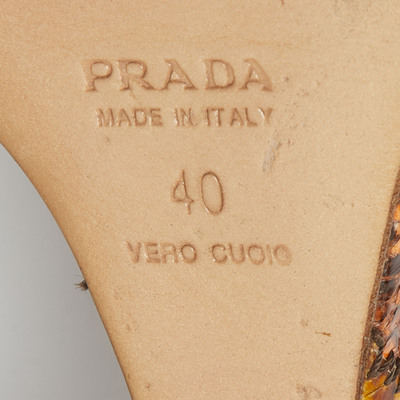 PRADA
MADE IN ITALY
40
VERO CUOIO